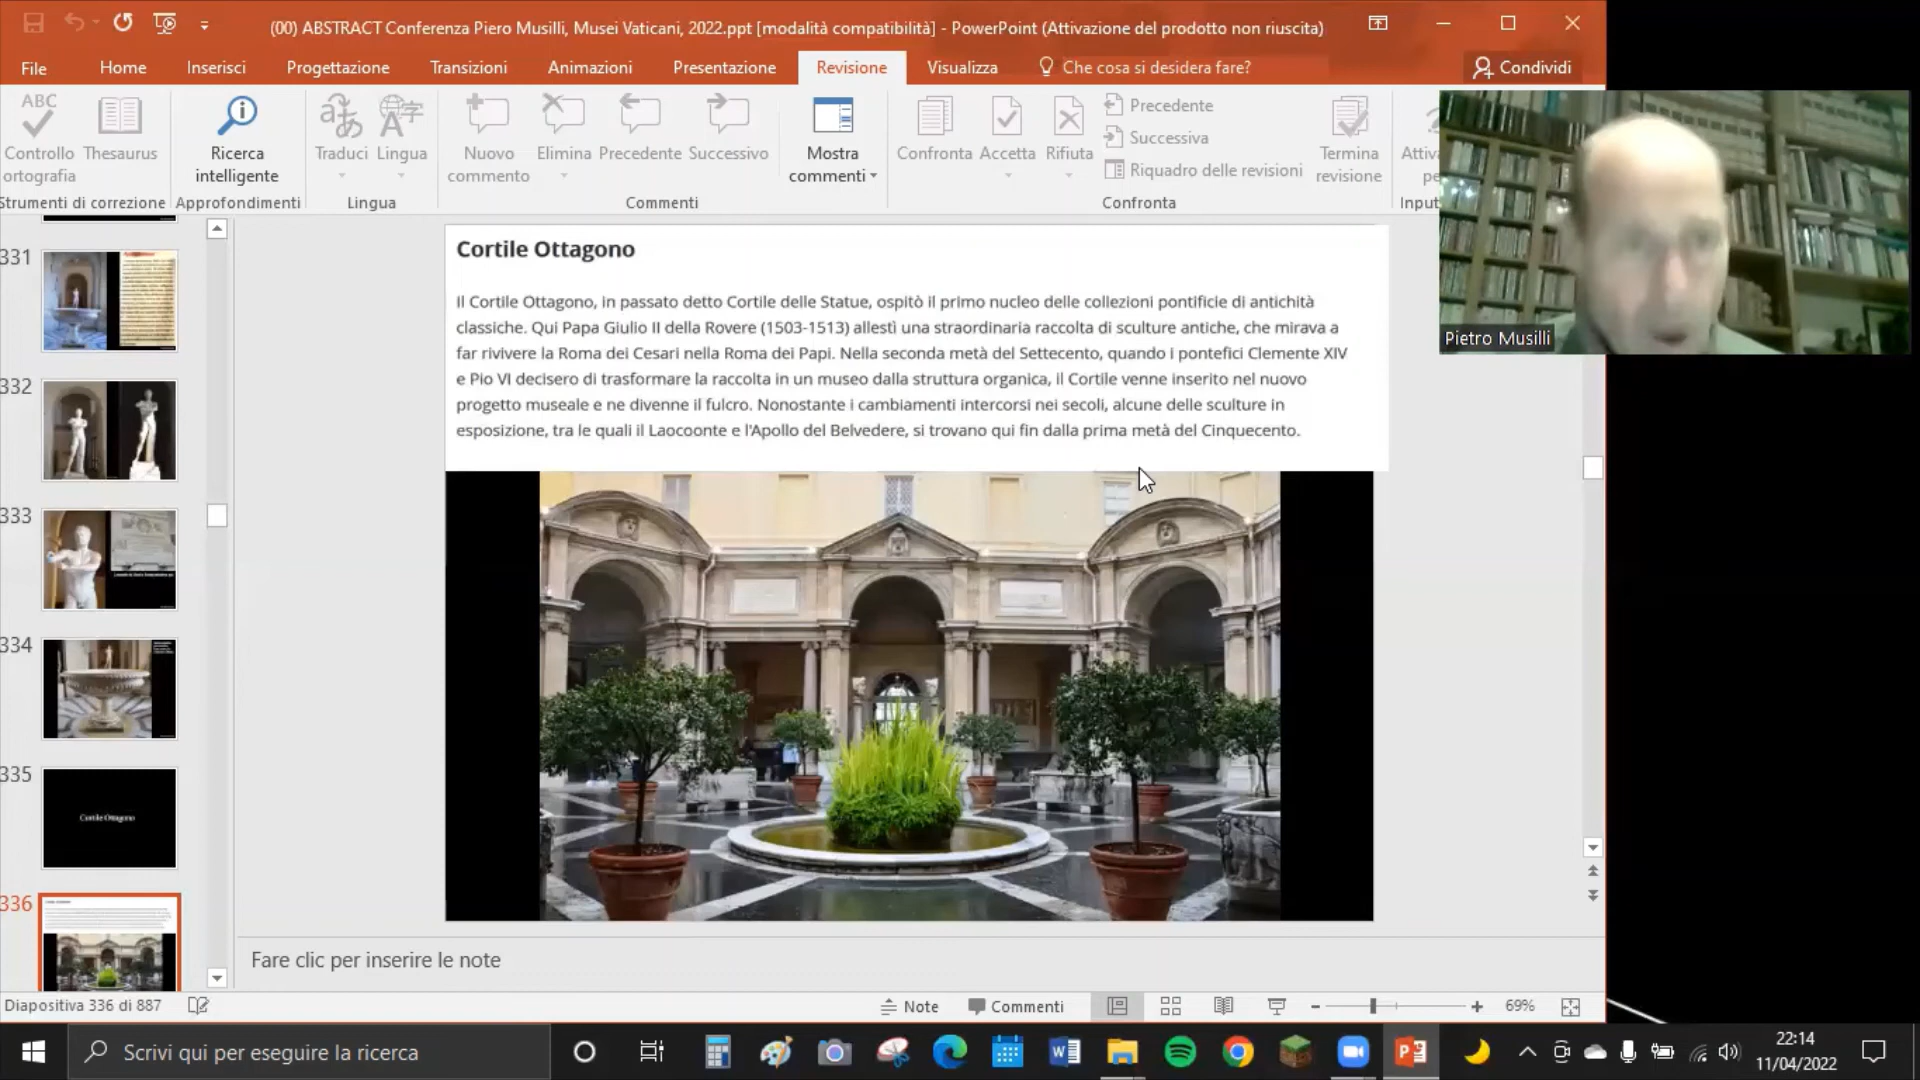 (00) ABSTRACT Conferenza Piero Musilli, Musei Vaticani, 2022.ppt [modalità compatibilità] - PowerPoint (Attivazione del prodotto non riuscita)
File Home Inserisci Progettazione Transizioni Animazioni Presentazione Revisione Visualizza Che cosa si desidera fare? Condividi
ABC
Controllo
ortografia
Thesaurus
Ricerca
intelligente
Traduci
Lingua
Nuovo
commento
Elimina
Precedente
Successivo
Mostra
commenti
Confronta
Accetta
Rifiuta
Precedente
Successiva
Riquadro delle revisioni
Termina
revisione
Strumenti di correzione Approfondimenti Lingua Commenti Confronta Input
Pietro Musilli
331
332
333
334
335
Cortile Ottagono
336
Cortile Ottagono
Il Cortile Ottagono, in passato detto Cortile delle Statue, ospitò il primo nucleo delle collezioni pontificie di antichità
classiche. Qui Papa Giulio II della Rovere (1503-1513) allestì una straordinaria raccolta di sculture antiche, che mirava a
far rivivere la Roma dei Cesari nella Roma dei Papi. Nella seconda metà del Settecento, quando i pontefici Clemente XIV
e Pio VI decisero di trasformare la raccolta in un museo dalla struttura organica, il Cortile venne inserito nel nuovo
progetto museale e ne divenne il fulcro. Nonostante i cambiamenti intercorsi nei secoli, alcune delle sculture in
esposizione, tra le quali il Laocoonte e l'Apollo del Belvedere, si trovano qui fin dalla prima metà del Cinquecento.
Fare clic per inserire le note
Diapositiva 336 di 887 Note Commenti 69%
Scrivi qui per eseguire la ricerca
22:14
11/04/2022